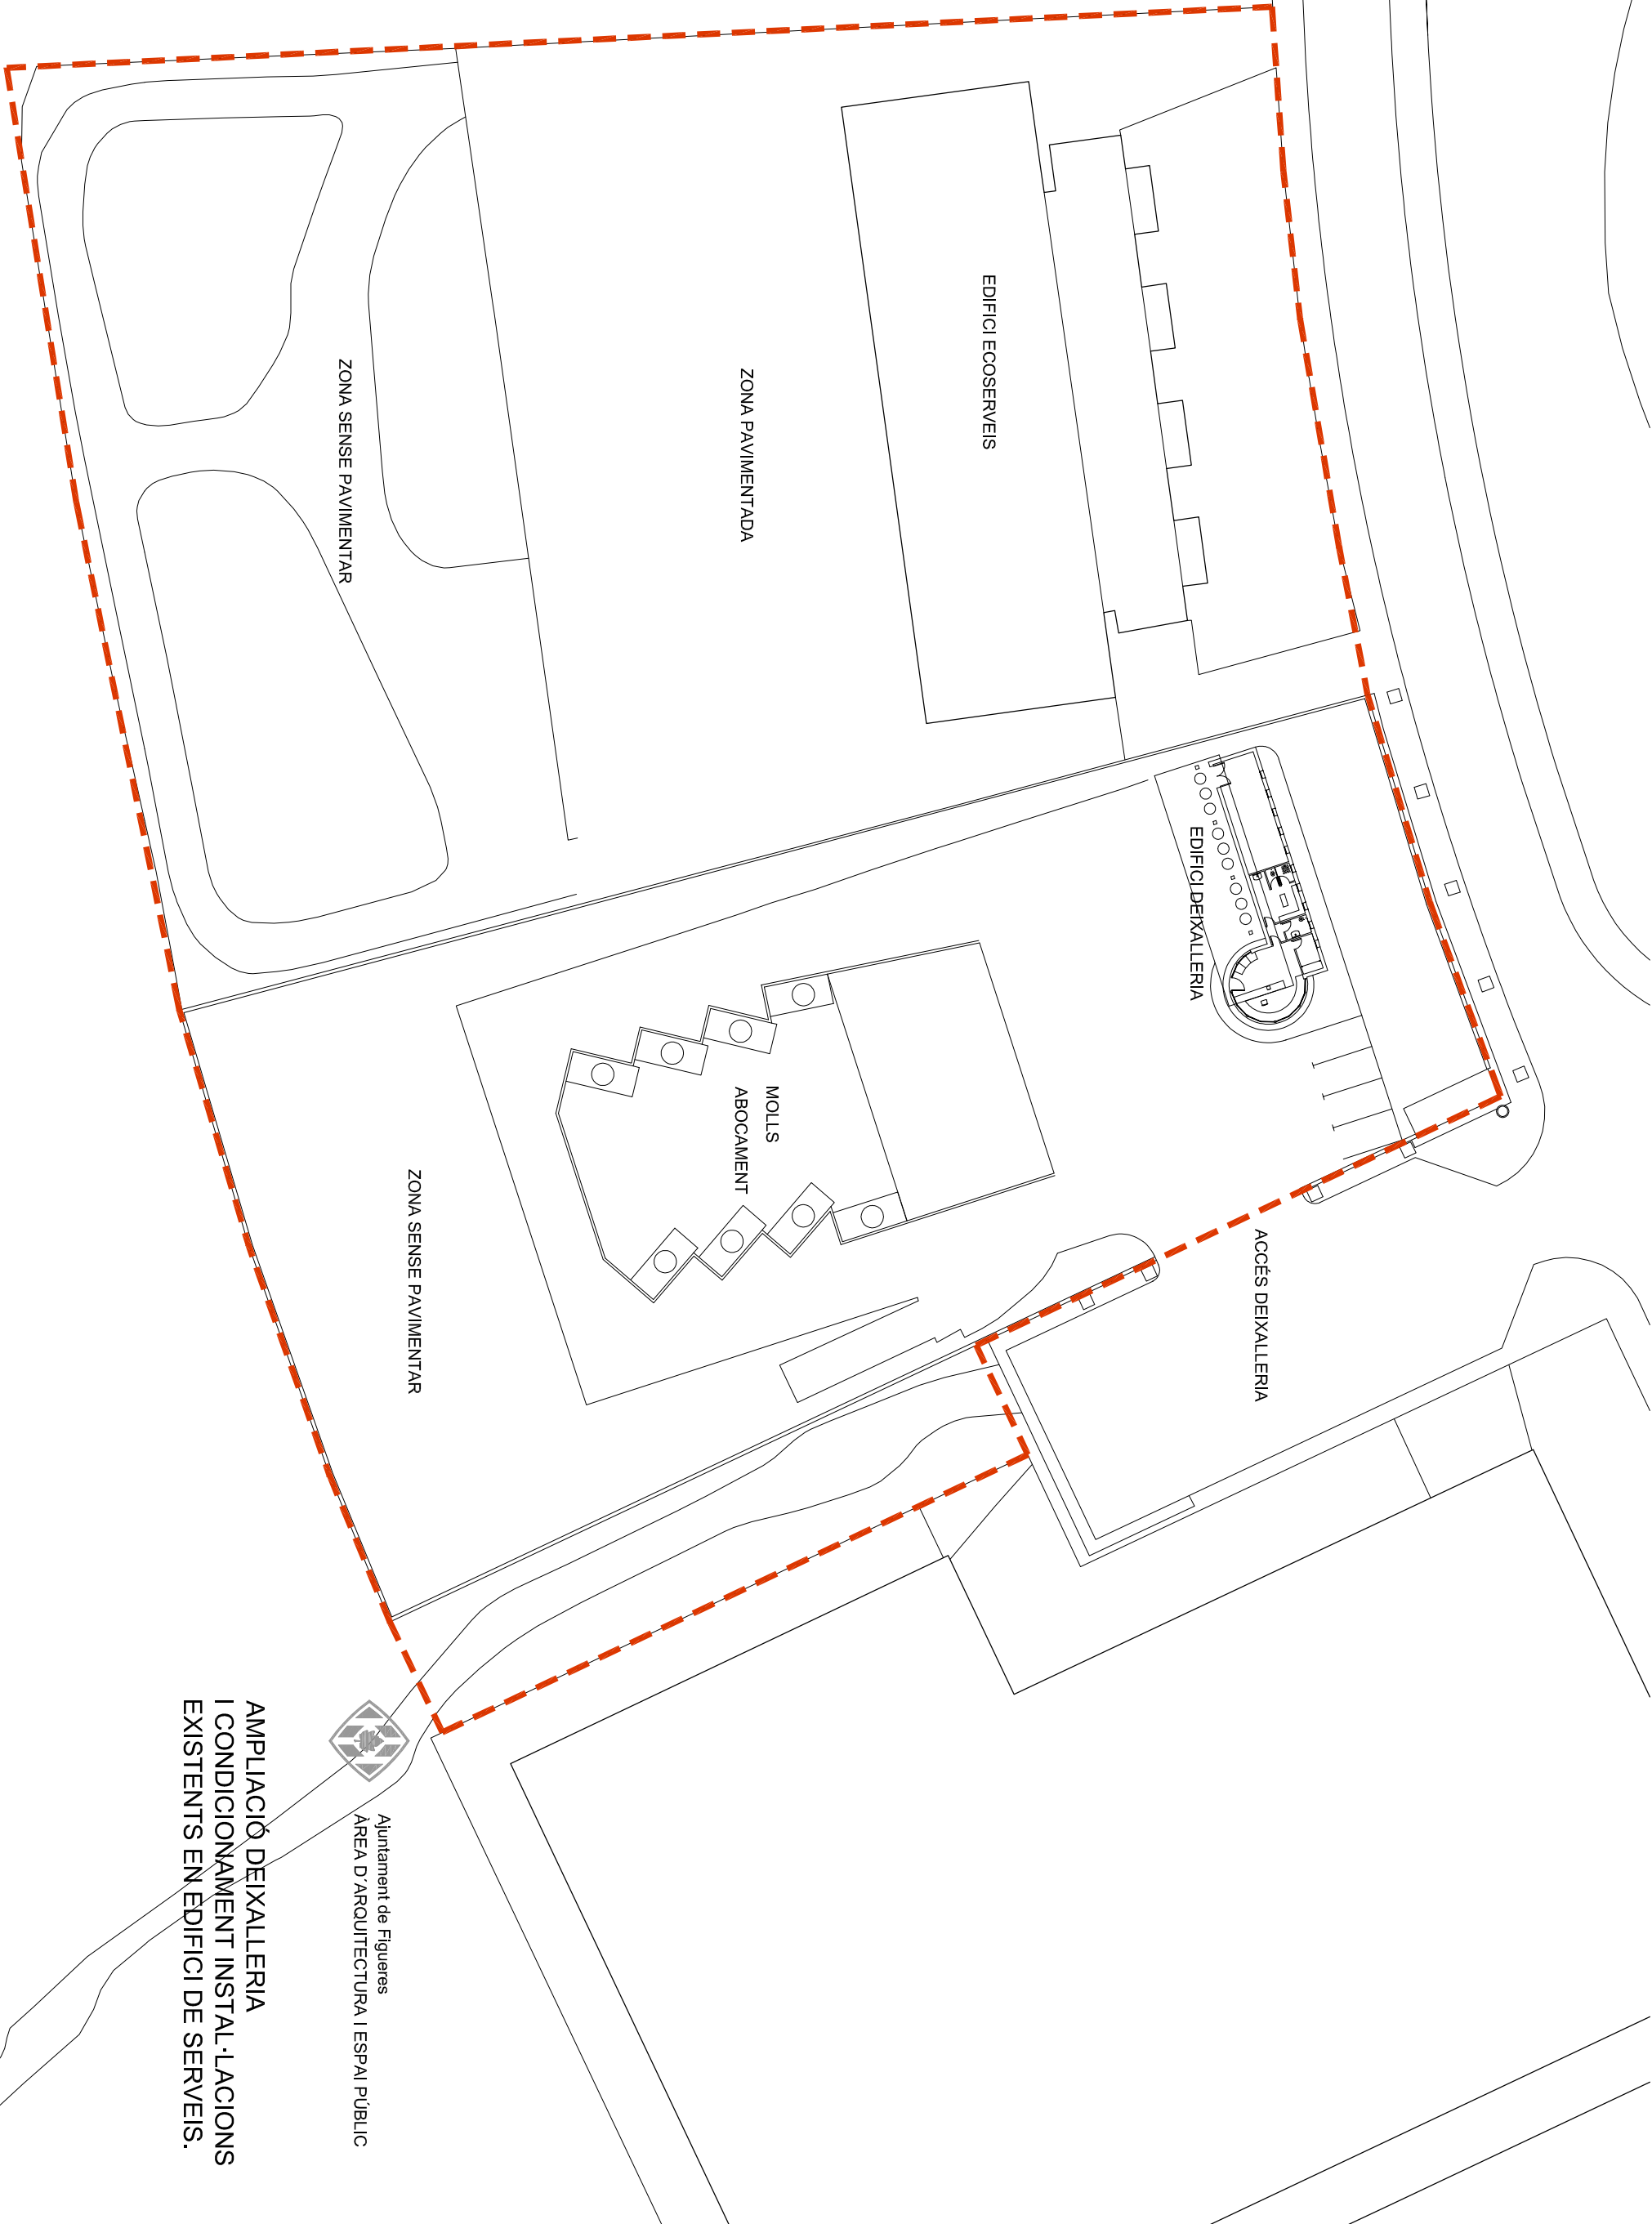 EDIFICI ECOSERVEIS
ZONA PAVIMENTADA
ZONA SENSE PAVIMENTAR
EDIFICI DEIXALLERIA
ACCÉS DEIXALLERIA
MOLLS
ABOCAMENT
ZONA SENSE PAVIMENTAR
Ajuntament de Figueres
ÀREA D'ARQUITECTURA I ESPAI PÚBLIC
AMPLIACIÓ DEIXALLERIA
I CONDICIONAMENT INSTAL·LACIONS
EXISTENTS EN EDIFICI DE SERVEIS.